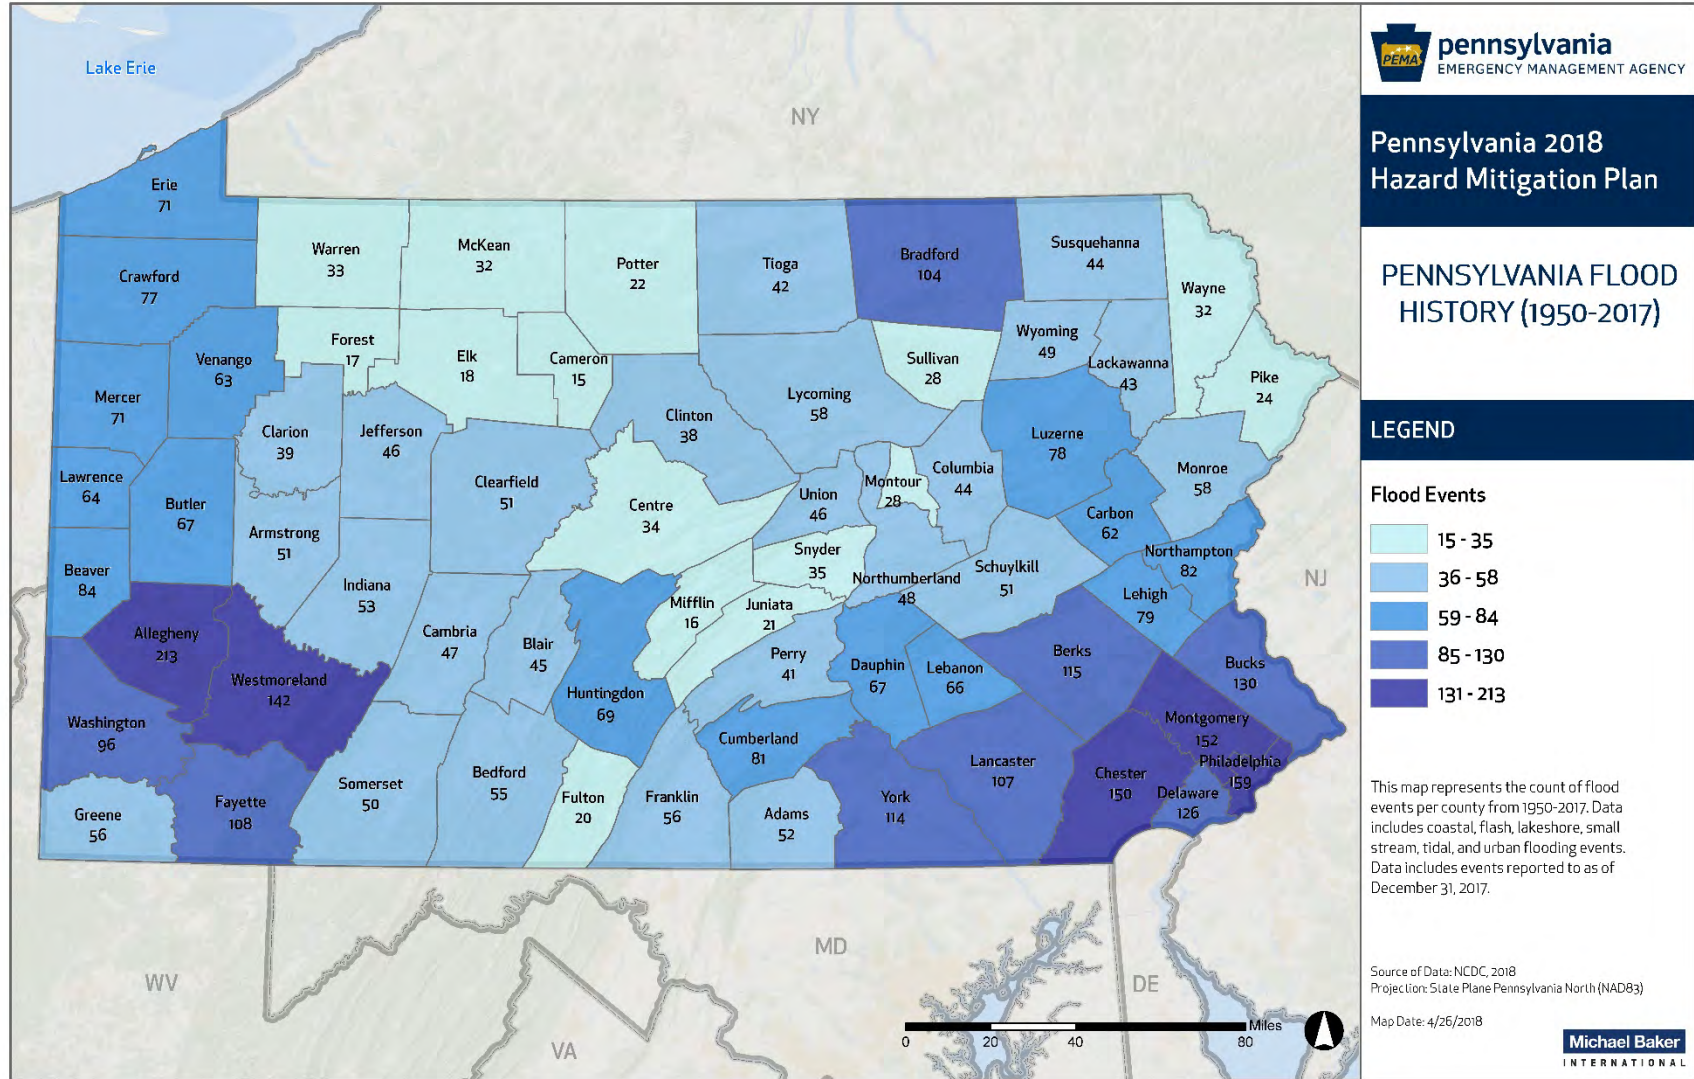 Lake Erie
NY
Erie
71
Warren
33
McKean
32
Potter
22
Tioga
42
Bradford
104
Susquehanna
44
Wayne
32
Crawford
77
Forest
17
Elk
18
Cameron
15
Sullivan
28
Wyoming
49
Lackawanna
43
Pike
24
Venango
63
Mercer
71
Clarion
39
Jefferson
46
Clinton
38
Lycoming
58
Luzerne
78
Monroe
58
Lawrence
64
Butler
67
Clearfield
51
Centre
34
Union
46
Montour
28
Columbia
44
Carbon
62
Armstrong
51
Snyder
35
Northumberland
48
Schuylkill
51
Northampton
82
NJ
Beaver
84
Indiana
53
Mifflin
16
Juniata
21
Lehigh
79
Allegheny
213
Cambria
47
Blair
45
Perry
41
Dauphin
67
Lebanon
66
Berks
115
Bucks
130
Westmoreland
142
Huntingdon
69
Washington
96
Cumberland
81
Montgomery
152
Philadelphia
159
Lancaster
107
Chester
150
Delaware
126
Greene
56
Fayette
108
Somerset
50
Bedford
55
Fulton
20
Franklin
56
Adams
52
York
114
WV
VA
MD
DE
0 20 40 80 Miles
PEMA
pennsylvania
EMERGENCY MANAGEMENT AGENCY
Pennsylvania 2018
Hazard Mitigation Plan
PENNSYLVANIA FLOOD
HISTORY (1950-2017)
LEGEND
Flood Events
15 - 35
36 - 58
59 - 84
85 - 130
131 - 213
This map represents the count of flood
events per county from 1950-2017. Data
includes coastal, flash, lakeshore, small
stream, tidal, and urban flooding events.
Data includes events reported to as of
December 31, 2017.
Source of Data: NCDC, 2018
Projection: State Plane Pennsylvania North (NAD83)
Map Date: 4/26/2018
Michael Baker
INTERNATIONAL